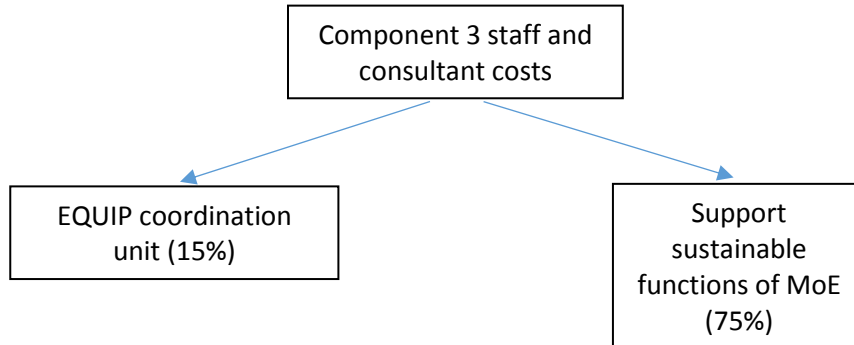 Component 3 staff and
consultant costs
EQUIP coordination
unit (15%)
Support
sustainable
functions of MoE
(75%)